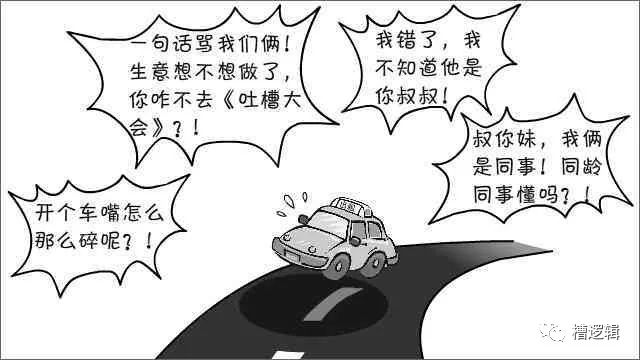 一句话骂我们俩！
生意想不想做了，
你咋不去《吐槽大
会》？！
我错了，我
不知道他是
你叔叔！
叔你妹，我俩
是同事！同龄
同事懂吗？！
开个车嘴怎么
那么碎呢？！
槽逻辑